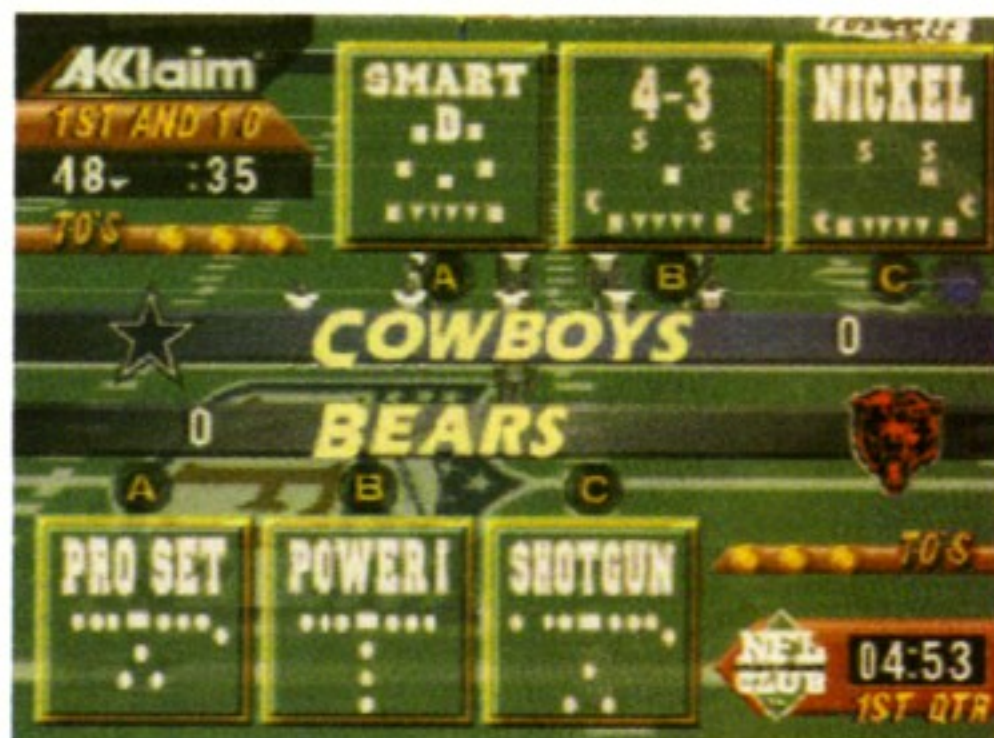 AKKlaim
1ST AND 10
48 :35
TO'S
SMART
D
4-3
S S
C C
NICKEL
S S
C C
A B C
COWBOYS 0
0 BEARS
A B C
PRO SET
POWER I
SHOTGUN
TO'S
NFL
CLUB
04:53
1ST QTR